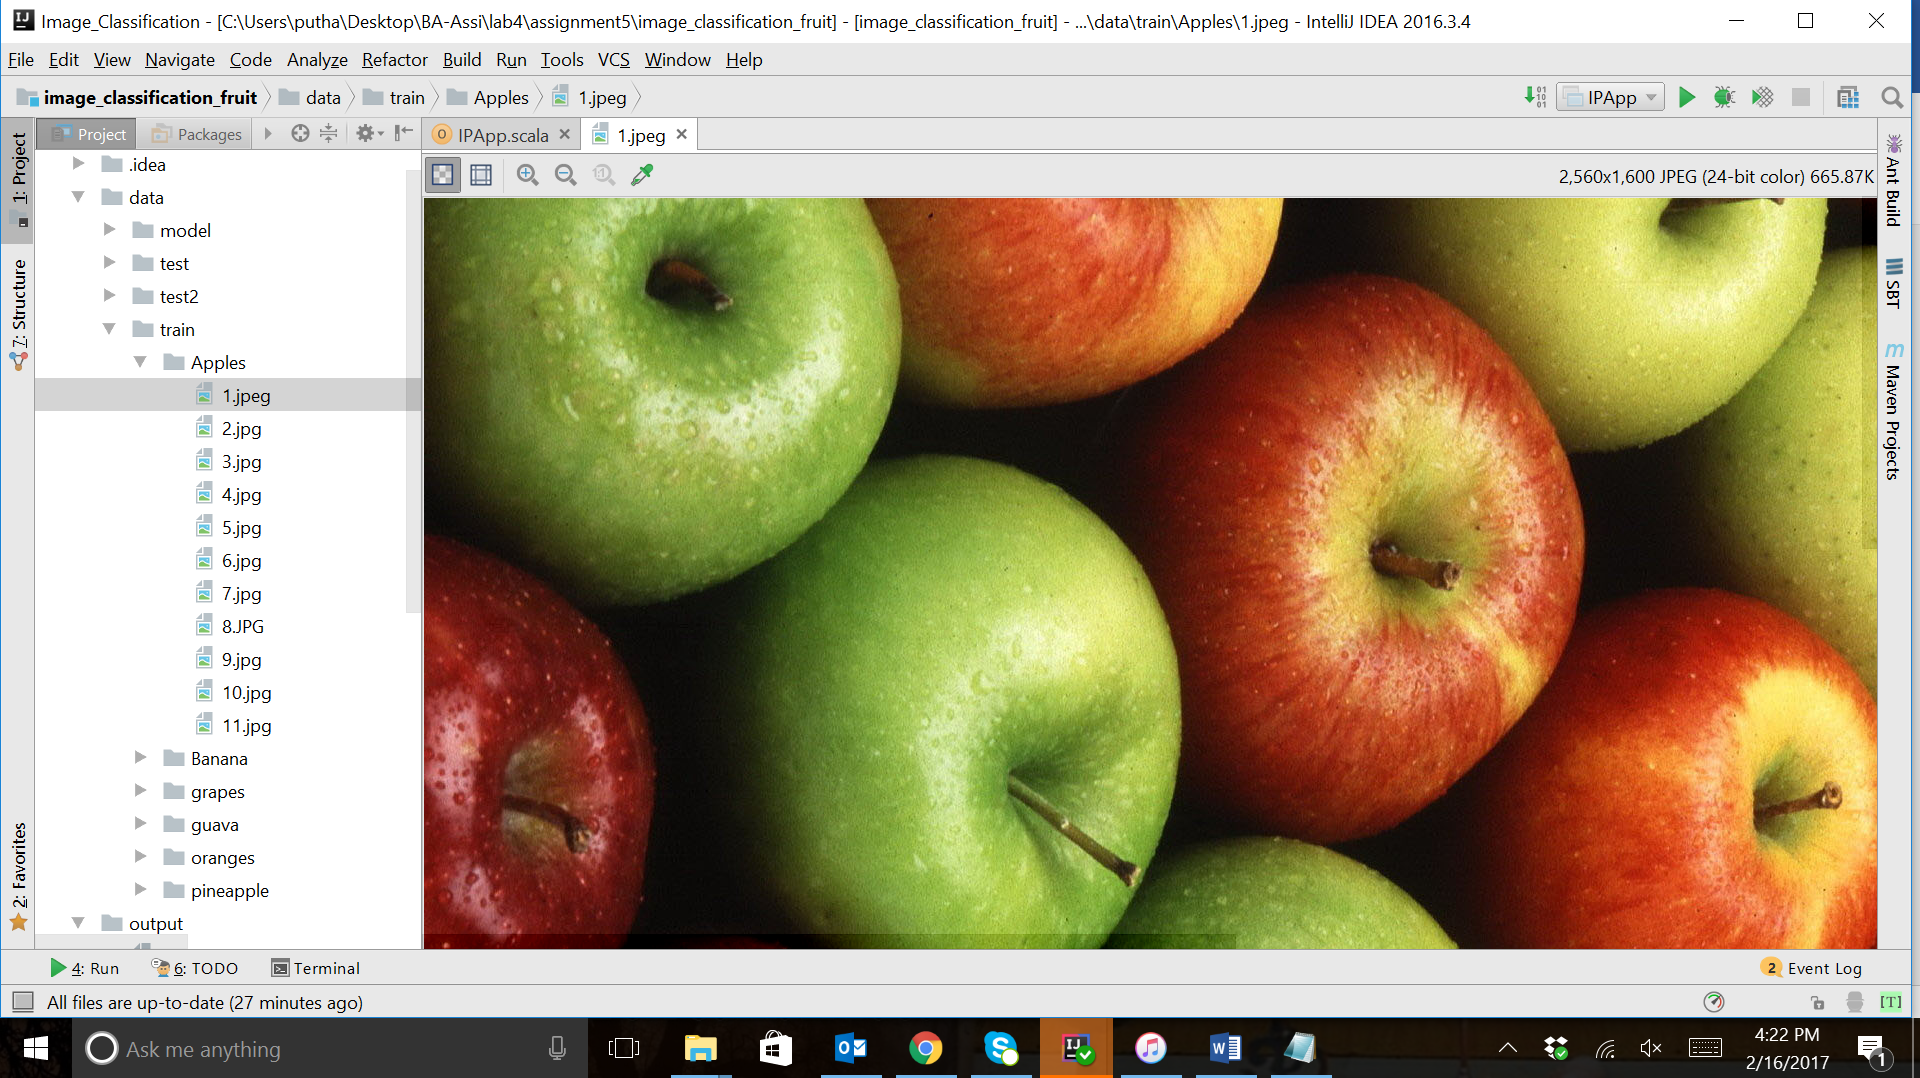 Image_Classification - [C:\Users\putha\Desktop\BA-Assi\lab4\assignment5\image_classification_fruit] - [image_classification_fruit] - ...\data\train\Apples\1.jpeg - IntelliJ IDEA 2016.3.4
File Edit View Navigate Code Analyze Refactor Build Run Tools VCS Window Help
image_classification_fruit data train Apples 1.jpeg IPApp
Project Packages IPApp.scala 1.jpeg
2,560x1,600 JPEG (24-bit color) 665.87K
1: Project
7: Structure
2: Favorites
.idea
data
model
test
test2
train
Apples
1.jpeg
2.jpg
3.jpg
4.jpg
5.jpg
6.jpg
7.jpg
8.JPG
9.jpg
10.jpg
11.jpg
Banana
grapes
guava
oranges
pineapple
output
Ant Build
SBT
m Maven Projects
4: Run 6: TODO Terminal 2 Event Log
All files are up-to-date (27 minutes ago) [T]
Ask me anything
4:22 PM
2/16/2017
1